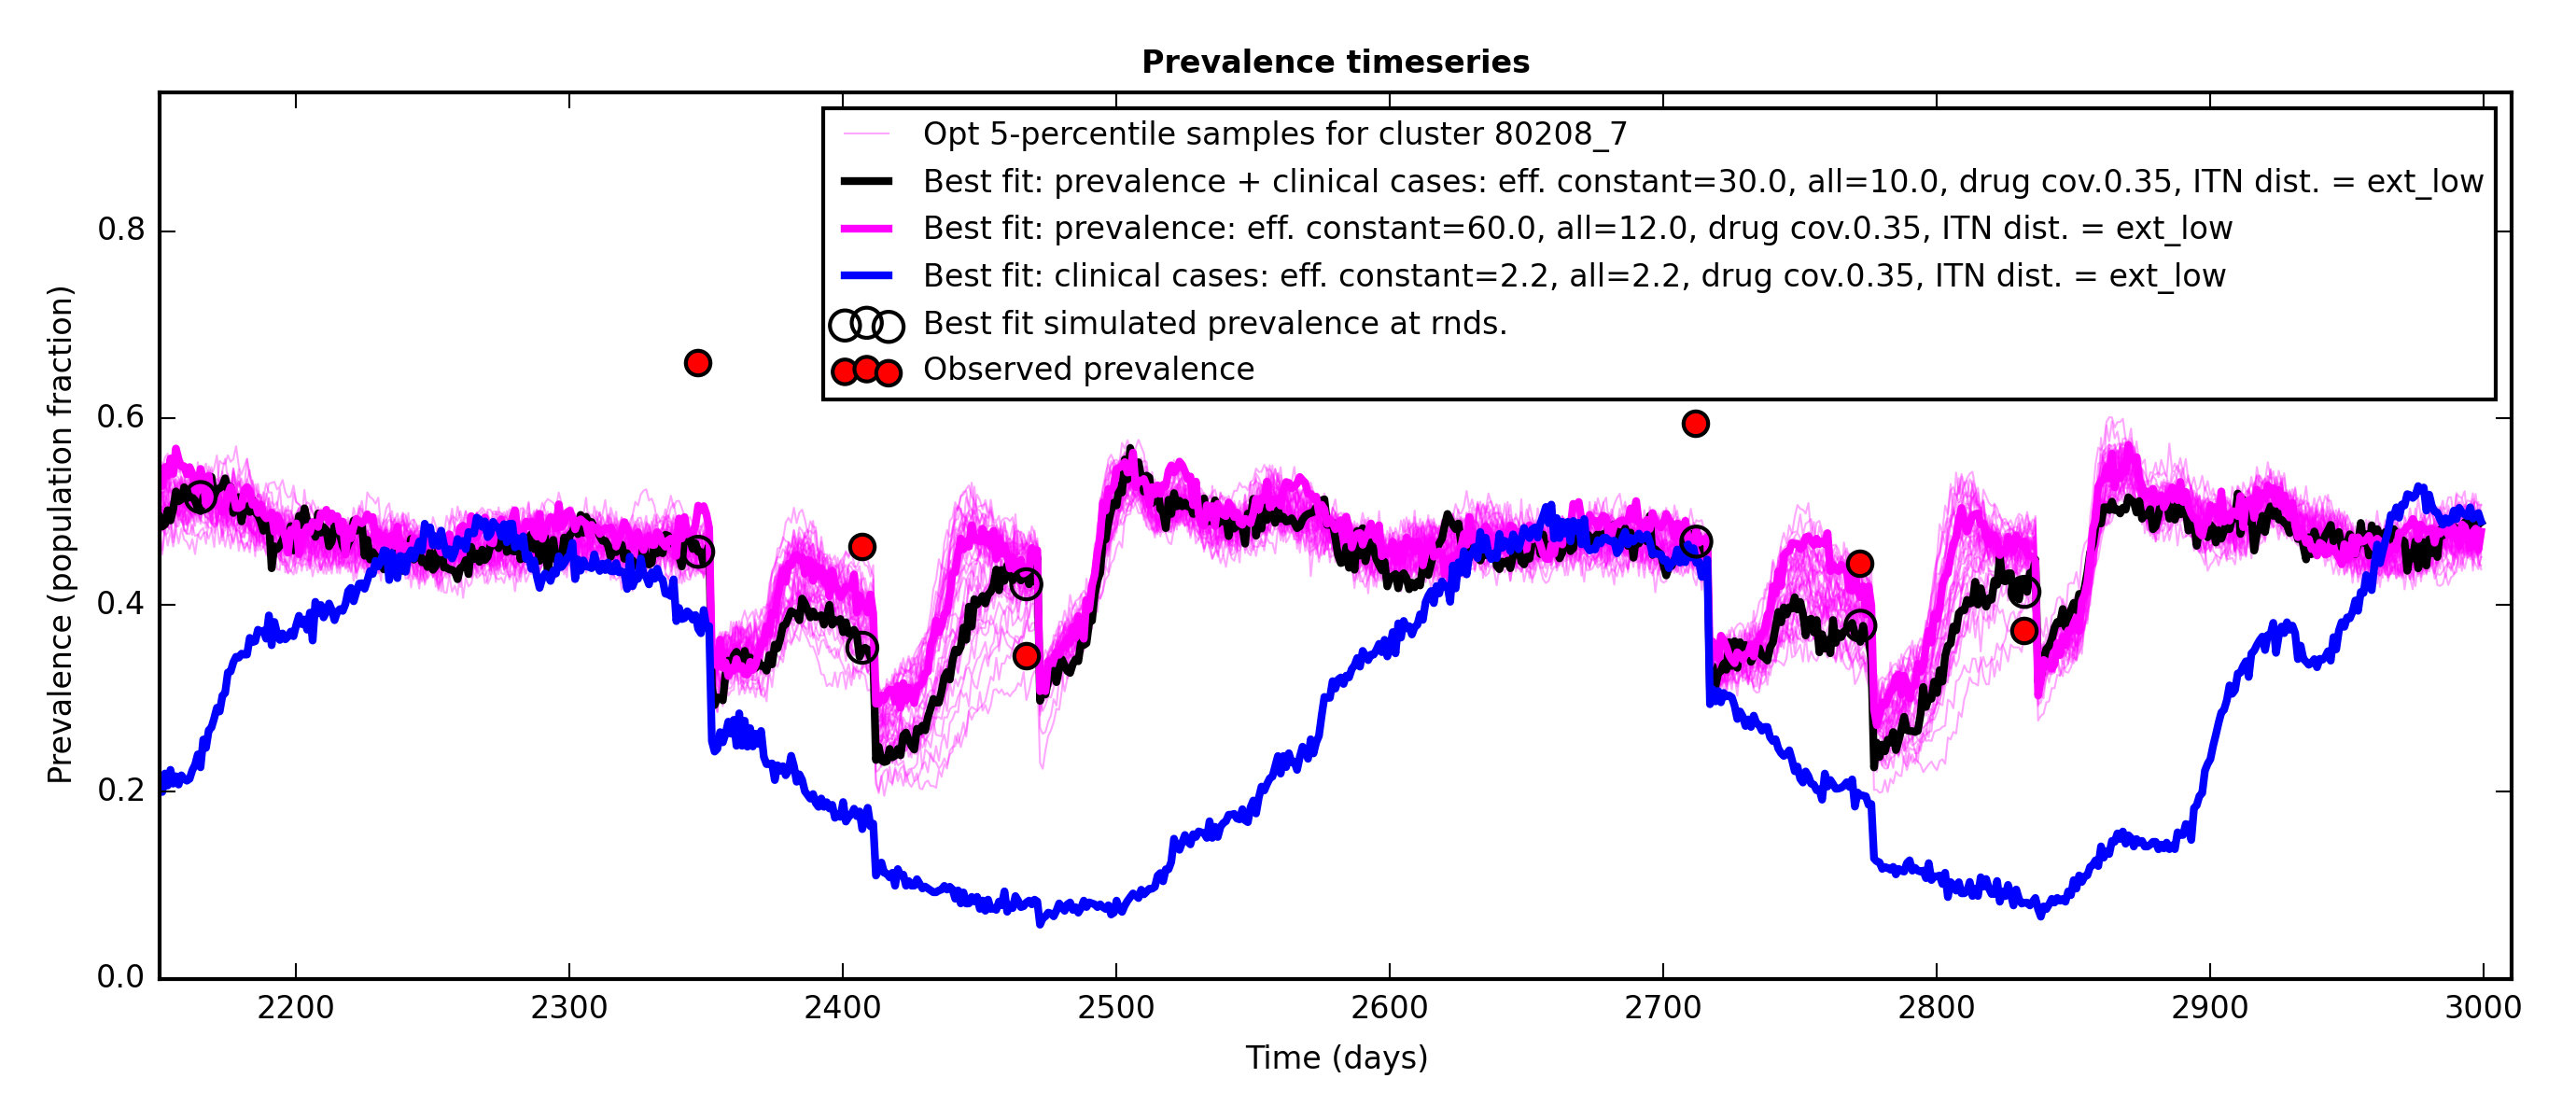 Prevalence timeseries
Opt 5-percentile samples for cluster 80208_7
Best fit: prevalence + clinical cases: eff. constant=30.0, all=10.0, drug cov.0.35, ITN dist. = ext_low
Best fit: prevalence: eff. constant=60.0, all=12.0, drug cov.0.35, ITN dist. = ext_low
Best fit: clinical cases: eff. constant=2.2, all=2.2, drug cov.0.35, ITN dist. = ext_low
Best fit simulated prevalence at rnds.
Observed prevalence
Prevalence (population fraction)
0.8
0.6
0.4
0.2
0.0
2200 2300 2400 2500 2600 2700 2800 2900 3000
Time (days)